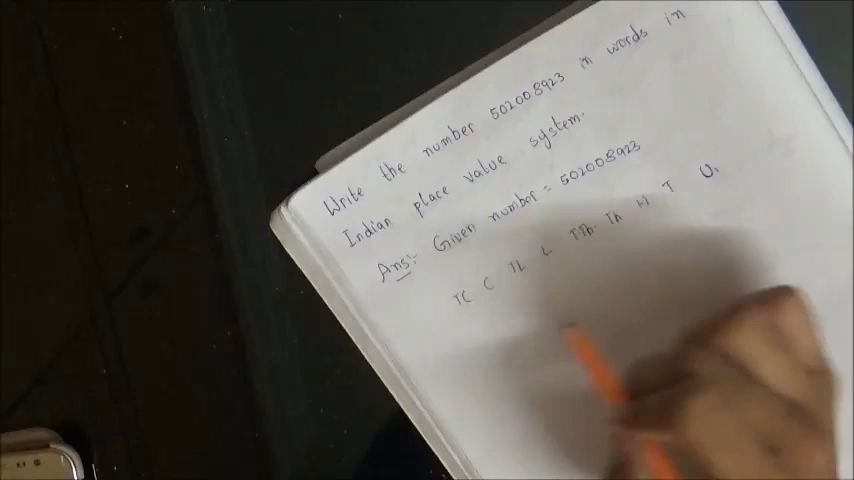 Write the number 502008923 in words in
Indian place value system.
Ans:- Given number = 502008923
TC C TL L TTh. Th H T U.